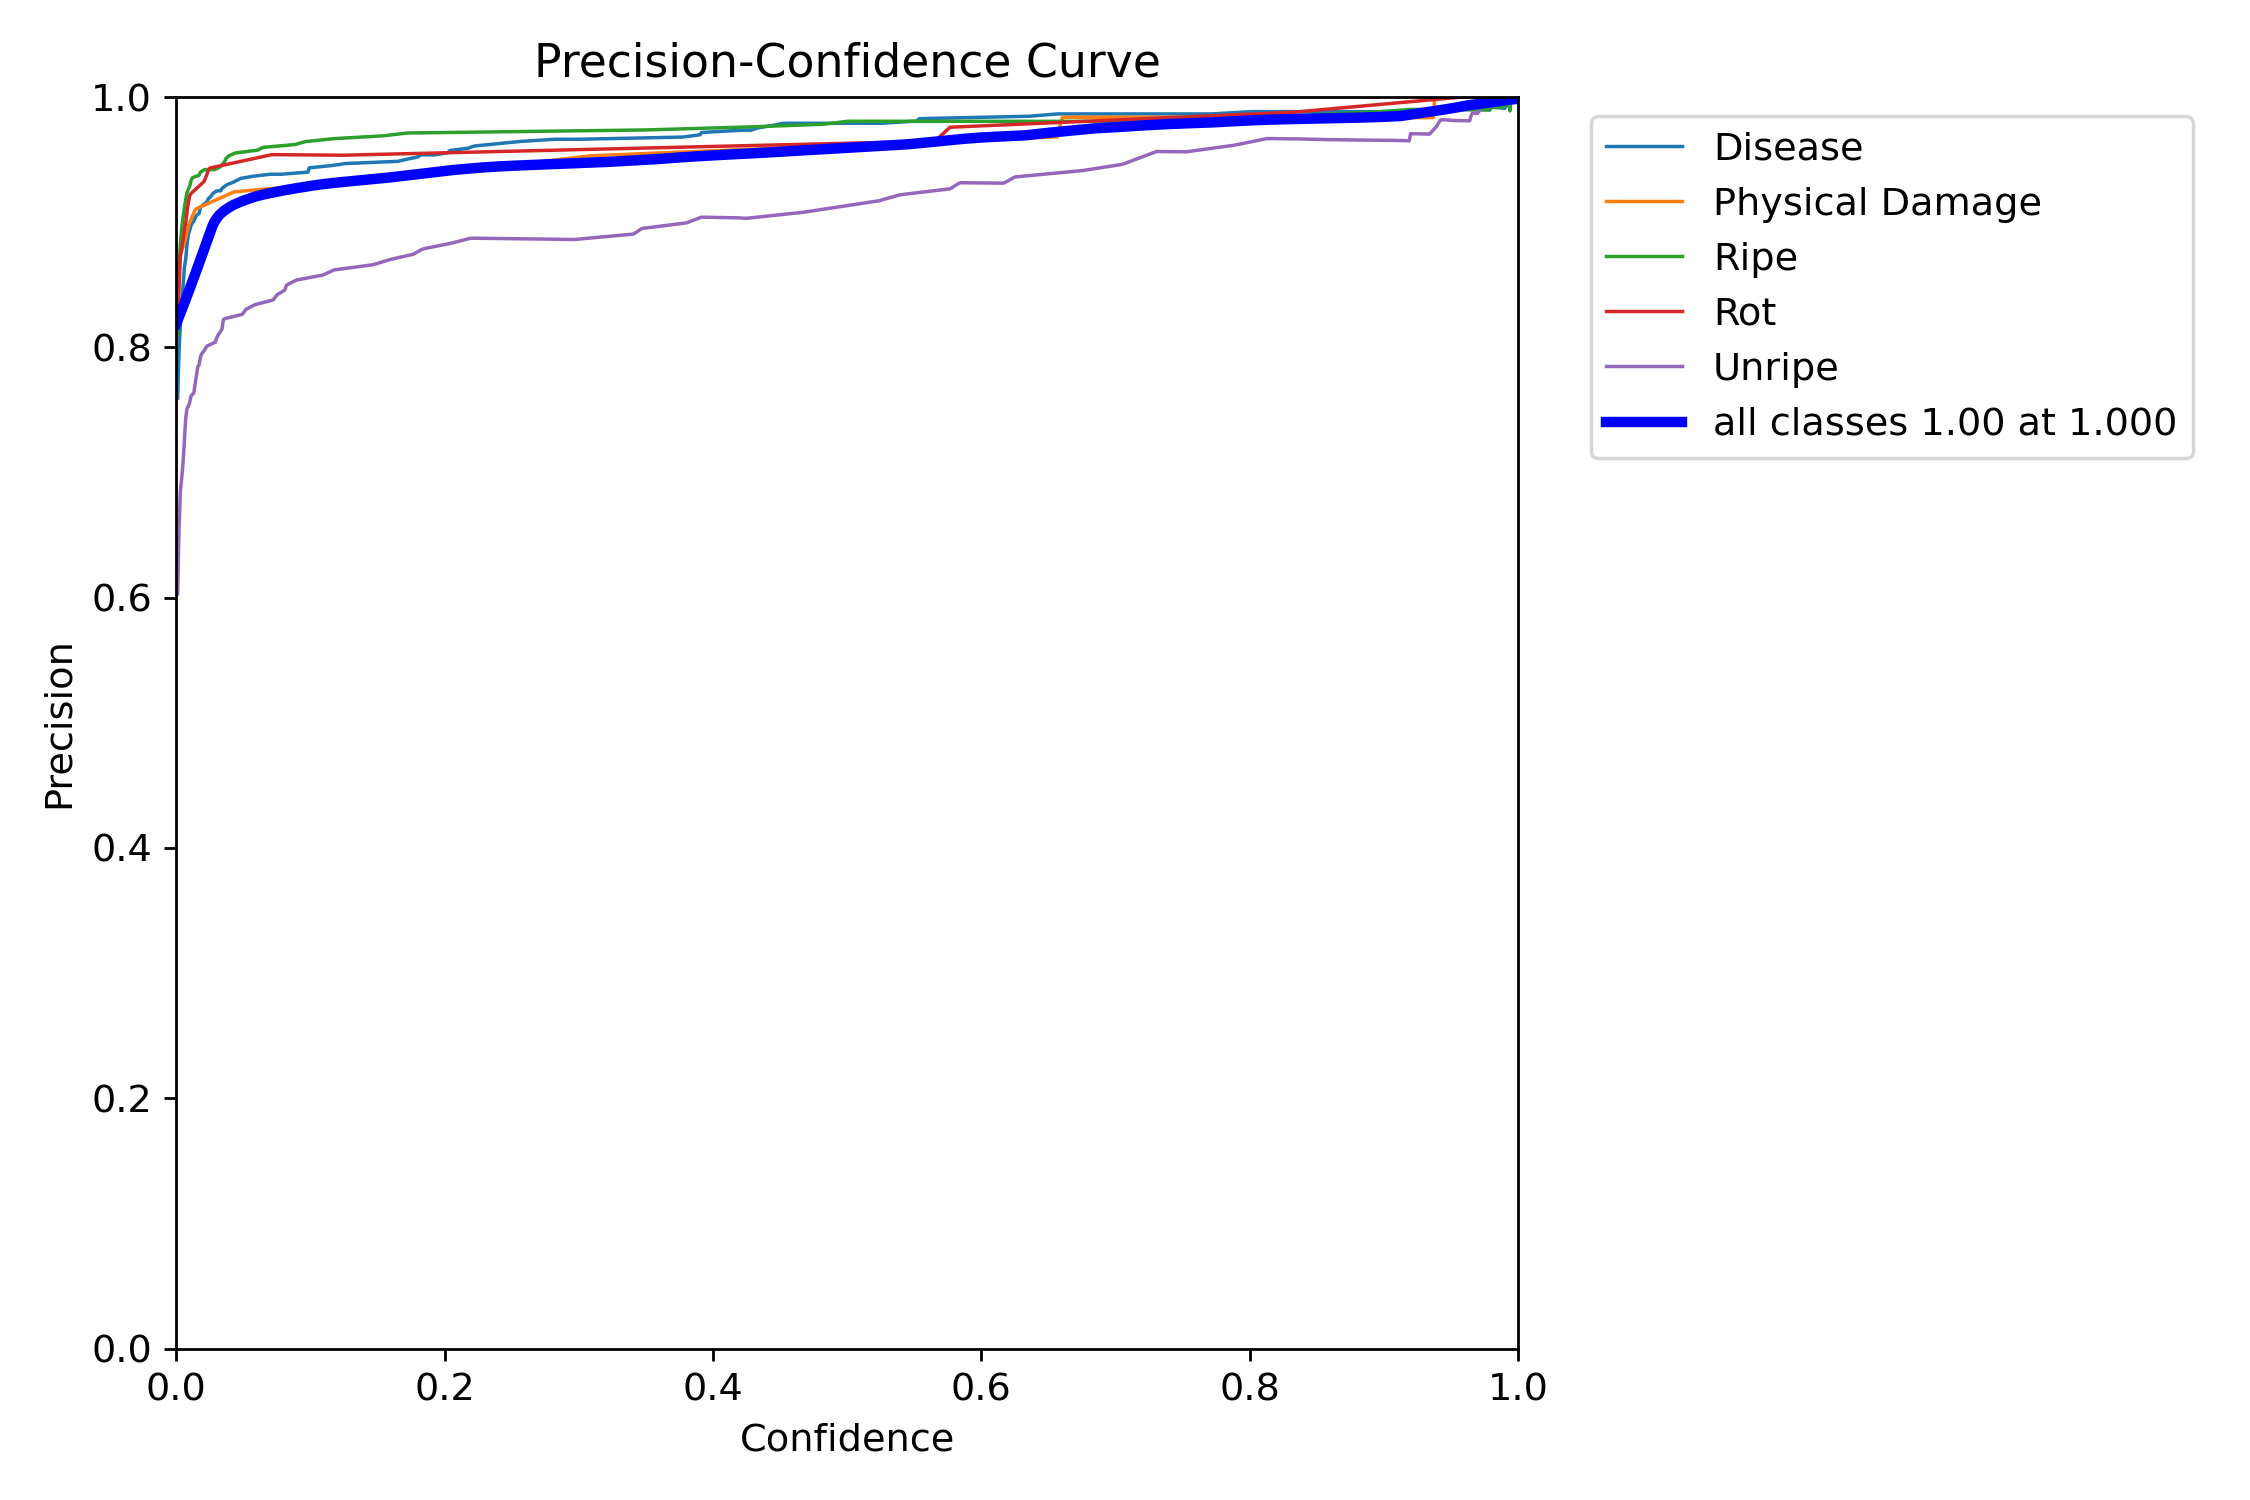 Precision-Confidence Curve
1.0
0.8
0.6
0.4
0.2
0.0
Precision
0.0 0.2 0.4 0.6 0.8 1.0
Confidence
Disease
Physical Damage
Ripe
Rot
Unripe
all classes 1.00 at 1.000